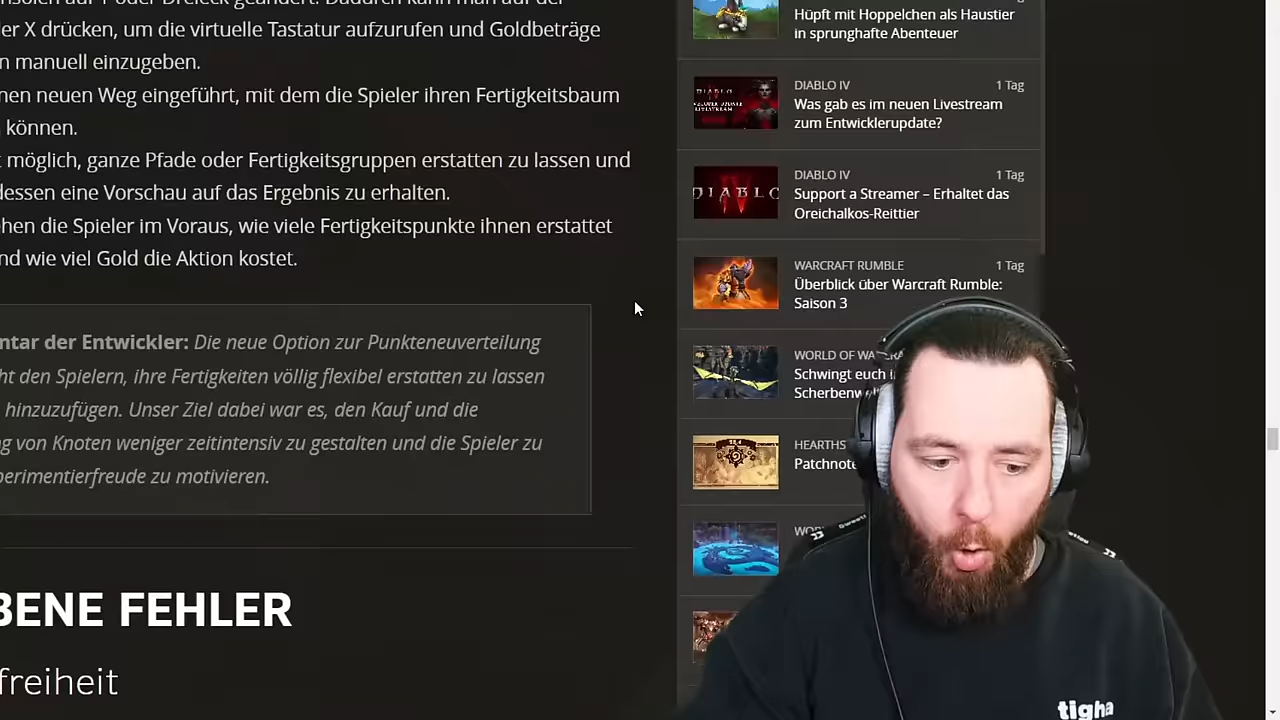 er X drücken, um die virtuelle Tastatur aufzurufen und Goldbeträge
n manuell einzugeben.
nen neuen Weg eingeführt, mit dem die Spieler ihren Fertigkeitsbaum
können.
möglich, ganze Pfade oder Fertigkeitsgruppen erstatten zu lassen und
dessen eine Vorschau auf das Ergebnis zu erhalten.
hen die Spieler im Voraus, wie viele Fertigkeitspunkte ihnen erstattet
nd wie viel Gold die Aktion kostet.
ntar der Entwickler: Die neue Option zur Punkteneuverteilung
ht den Spielern, ihre Fertigkeiten völlig flexibel erstatten zu lassen
hinzuzufügen. Unser Ziel dabei war es, den Kauf und die
g von Knoten weniger zeitintensiv zu gestalten und die Spieler zu
perimentierfreude zu motivieren.
BENE FEHLER
freiheit
Hüpft mit Hoppelchen als Haustier
in sprunghafte Abenteuer
DIABLO IV 1 Tag
Was gab es im neuen Livestream
zum Entwicklerupdate?
DIABLO IV 1 Tag
Support a Streamer – Erhaltet das
Oreichalkos-Reittier
DIABLO
WARCRAFT RUMBLE 1 Tag
Überblick über Warcraft Rumble:
Saison 3
WORLD OF WARCRA
Schwingt euch i
Scherbenw
HEARTHS
Patchnote
WOR
tigha